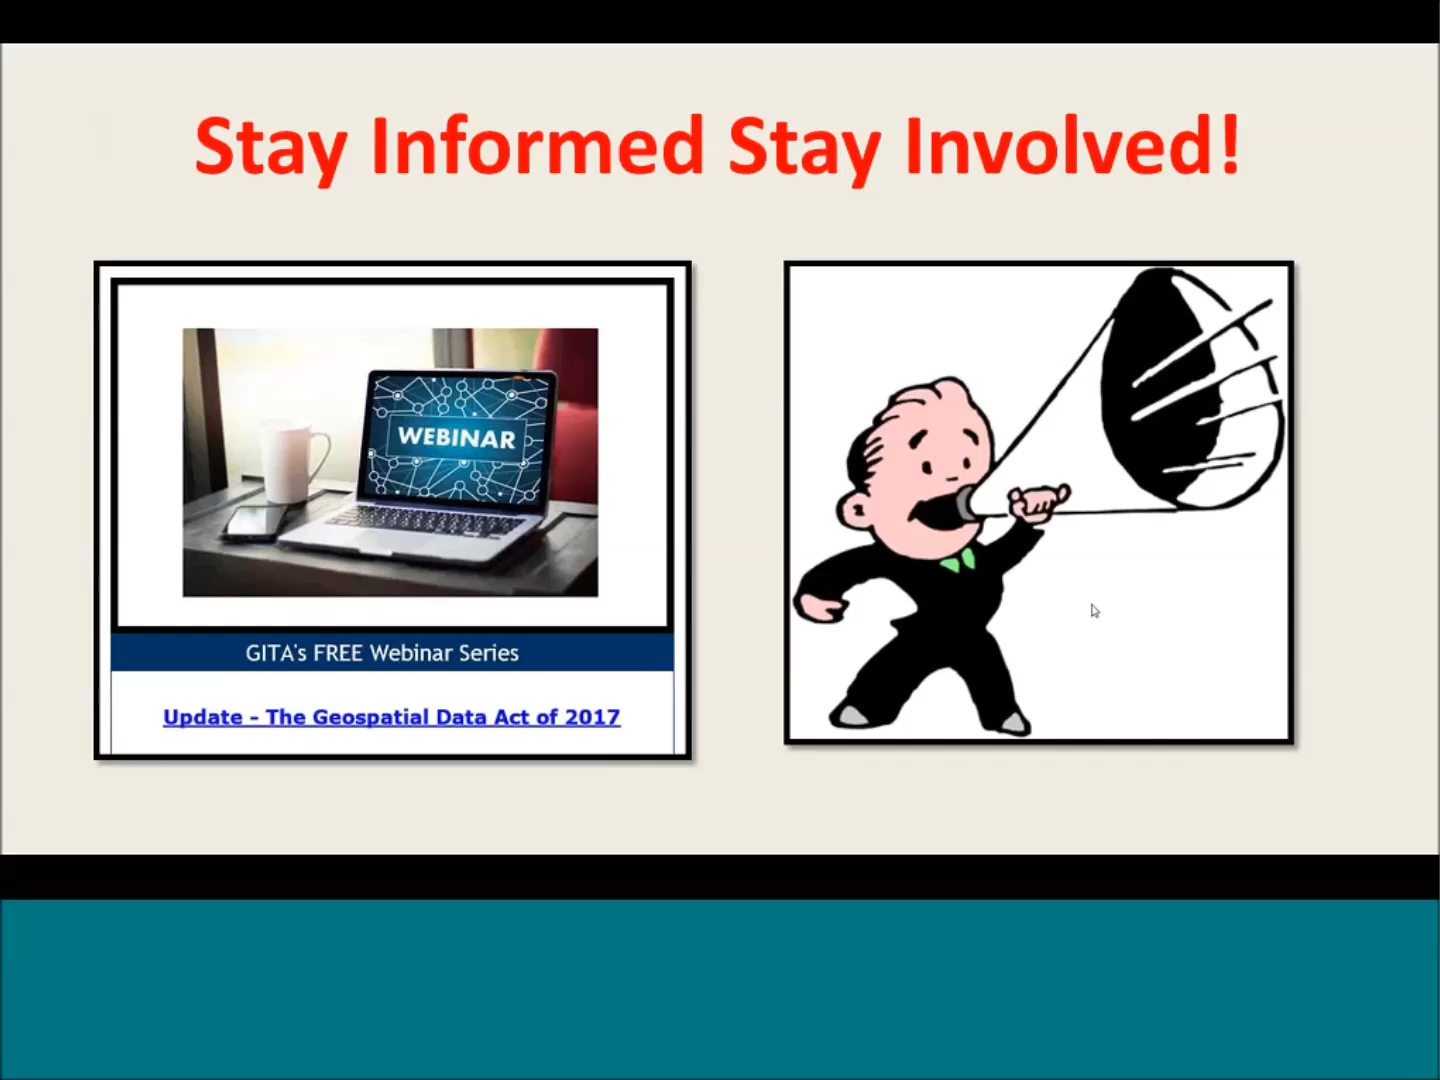 Stay Informed Stay Involved!
WEBINAR
GITA's FREE Webinar Series
Update - The Geospatial Data Act of 2017